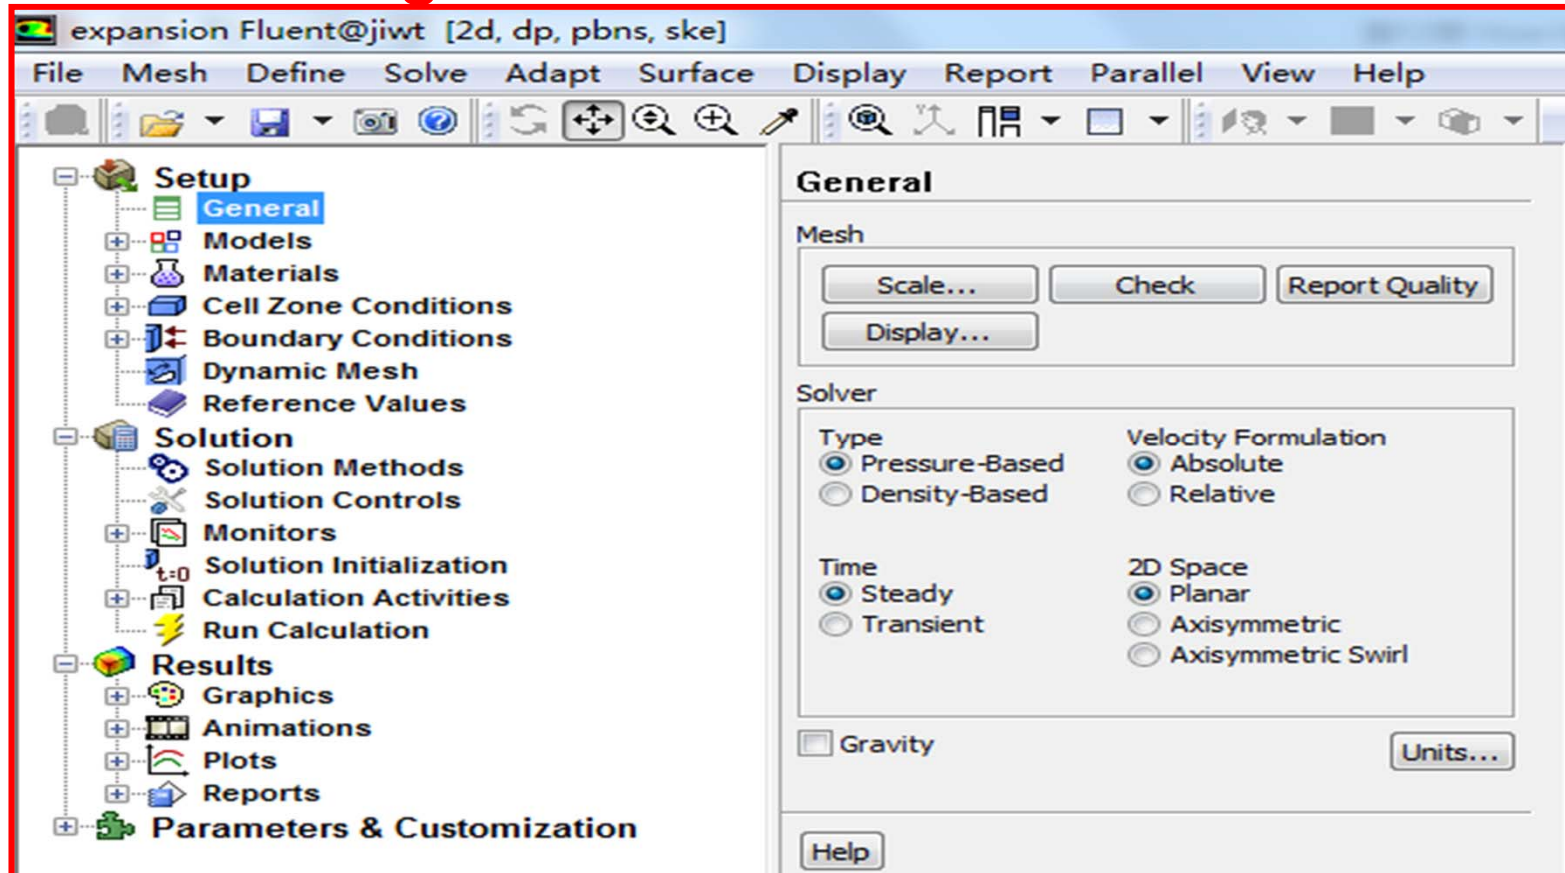 expansion Fluent@jiwt [2d, dp, pbns, ske]
File Mesh Define Solve Adapt Surface Display Report Parallel View Help
Setup
General
Models
Materials
Cell Zone Conditions
Boundary Conditions
Dynamic Mesh
Reference Values
Solution
Solution Methods
Solution Controls
Monitors
t=0 Solution Initialization
Calculation Activities
Run Calculation
Results
Graphics
Animations
Plots
Reports
Parameters & Customization
General
Mesh
Scale... Check Report Quality
Display...
Solver
Type Velocity Formulation
Pressure-Based Absolute
Density-Based Relative
Time 2D Space
Steady Planar
Transient Axisymmetric
Axisymmetric Swirl
Gravity Units...
Help